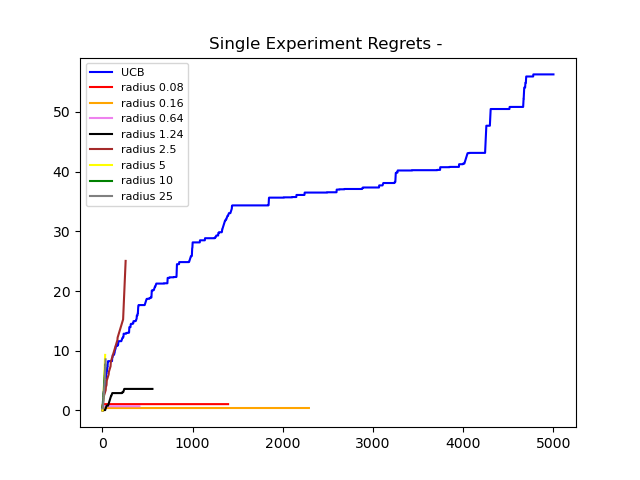 Single Experiment Regrets -
UCB
radius 0.08
radius 0.16
radius 0.64
radius 1.24
radius 2.5
radius 5
radius 10
radius 25
50
40
30
20
10
0
0 1000 2000 3000 4000 5000